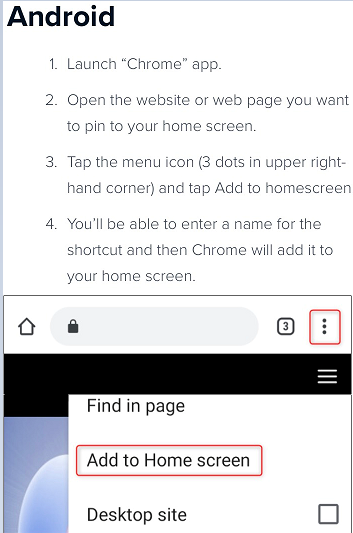 Android
1. Launch “Chrome” app.
2. Open the website or web page you want
to pin to your home screen.
3. Tap the menu icon (3 dots in upper right-
hand corner) and tap Add to homescreen
4. You’ll be able to enter a name for the
shortcut and then Chrome will add it to
your home screen.
3
Find in page
Add to Home screen
Desktop site